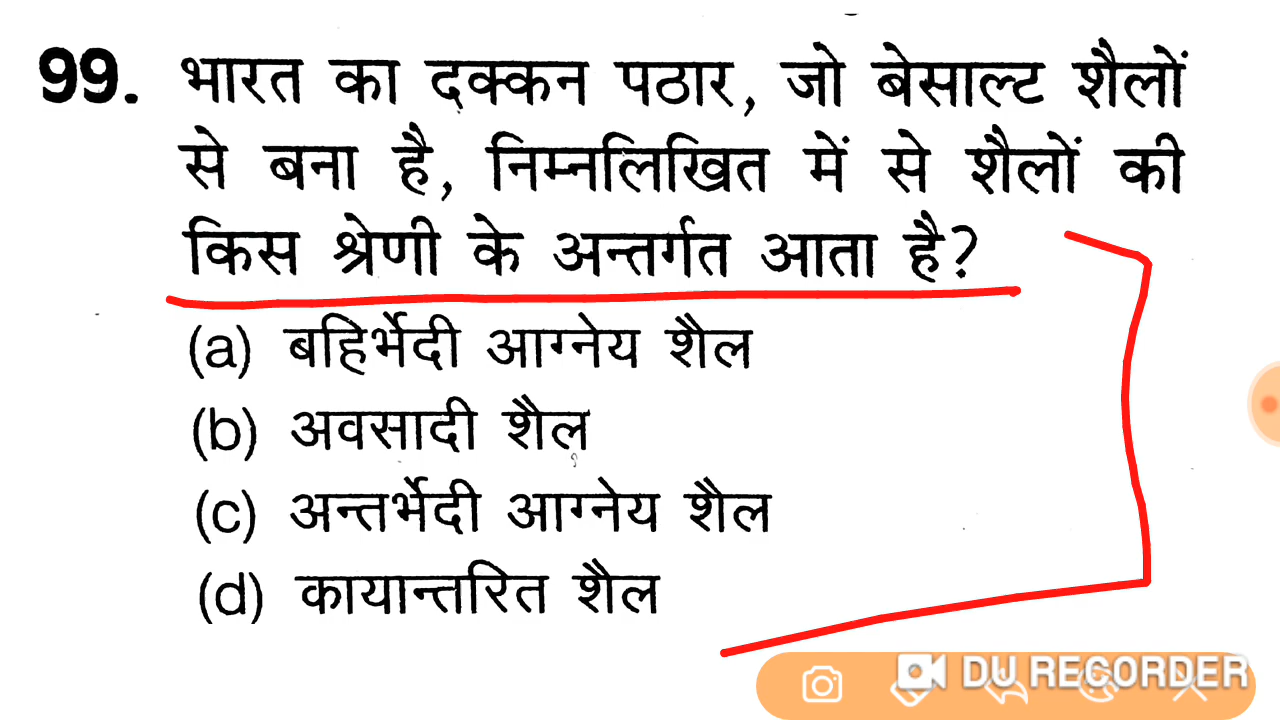 99. भारत का दक्कन पठार, जो बेसाल्ट शैलों
से बना है, निम्नलिखित में से शैलों की
किस श्रेणी के अन्तर्गत आता है?
(a) बहिर्भेदी आग्नेय शैल
(b) अवसादी शैल
(c) अन्तर्भेदी आग्नेय शैल
(d) कायान्तरित शैल
DU RECORDER